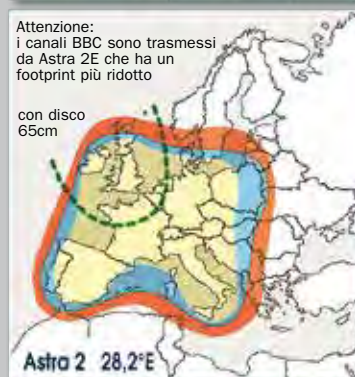 Attenzione:
i canali BBC sono trasmessi
da Astra 2E che ha un
footprint più ridotto
con disco
65cm
Astra 2 28,2°E